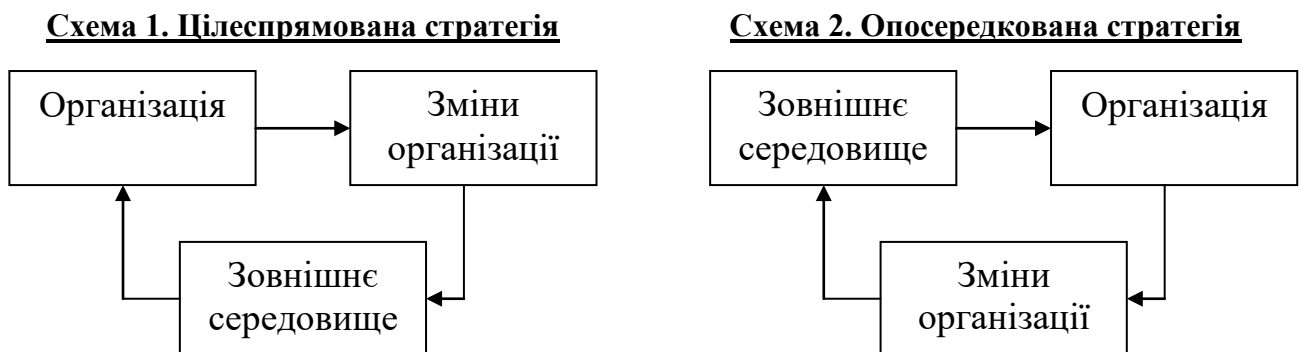 Схема 1. Цілеспрямована стратегія
Організація
Зміни
організації
Зовнішнє
середовище
Схема 2. Опосередкована стратегія
Зовнішнє
середовище
Організація
Зміни
організації